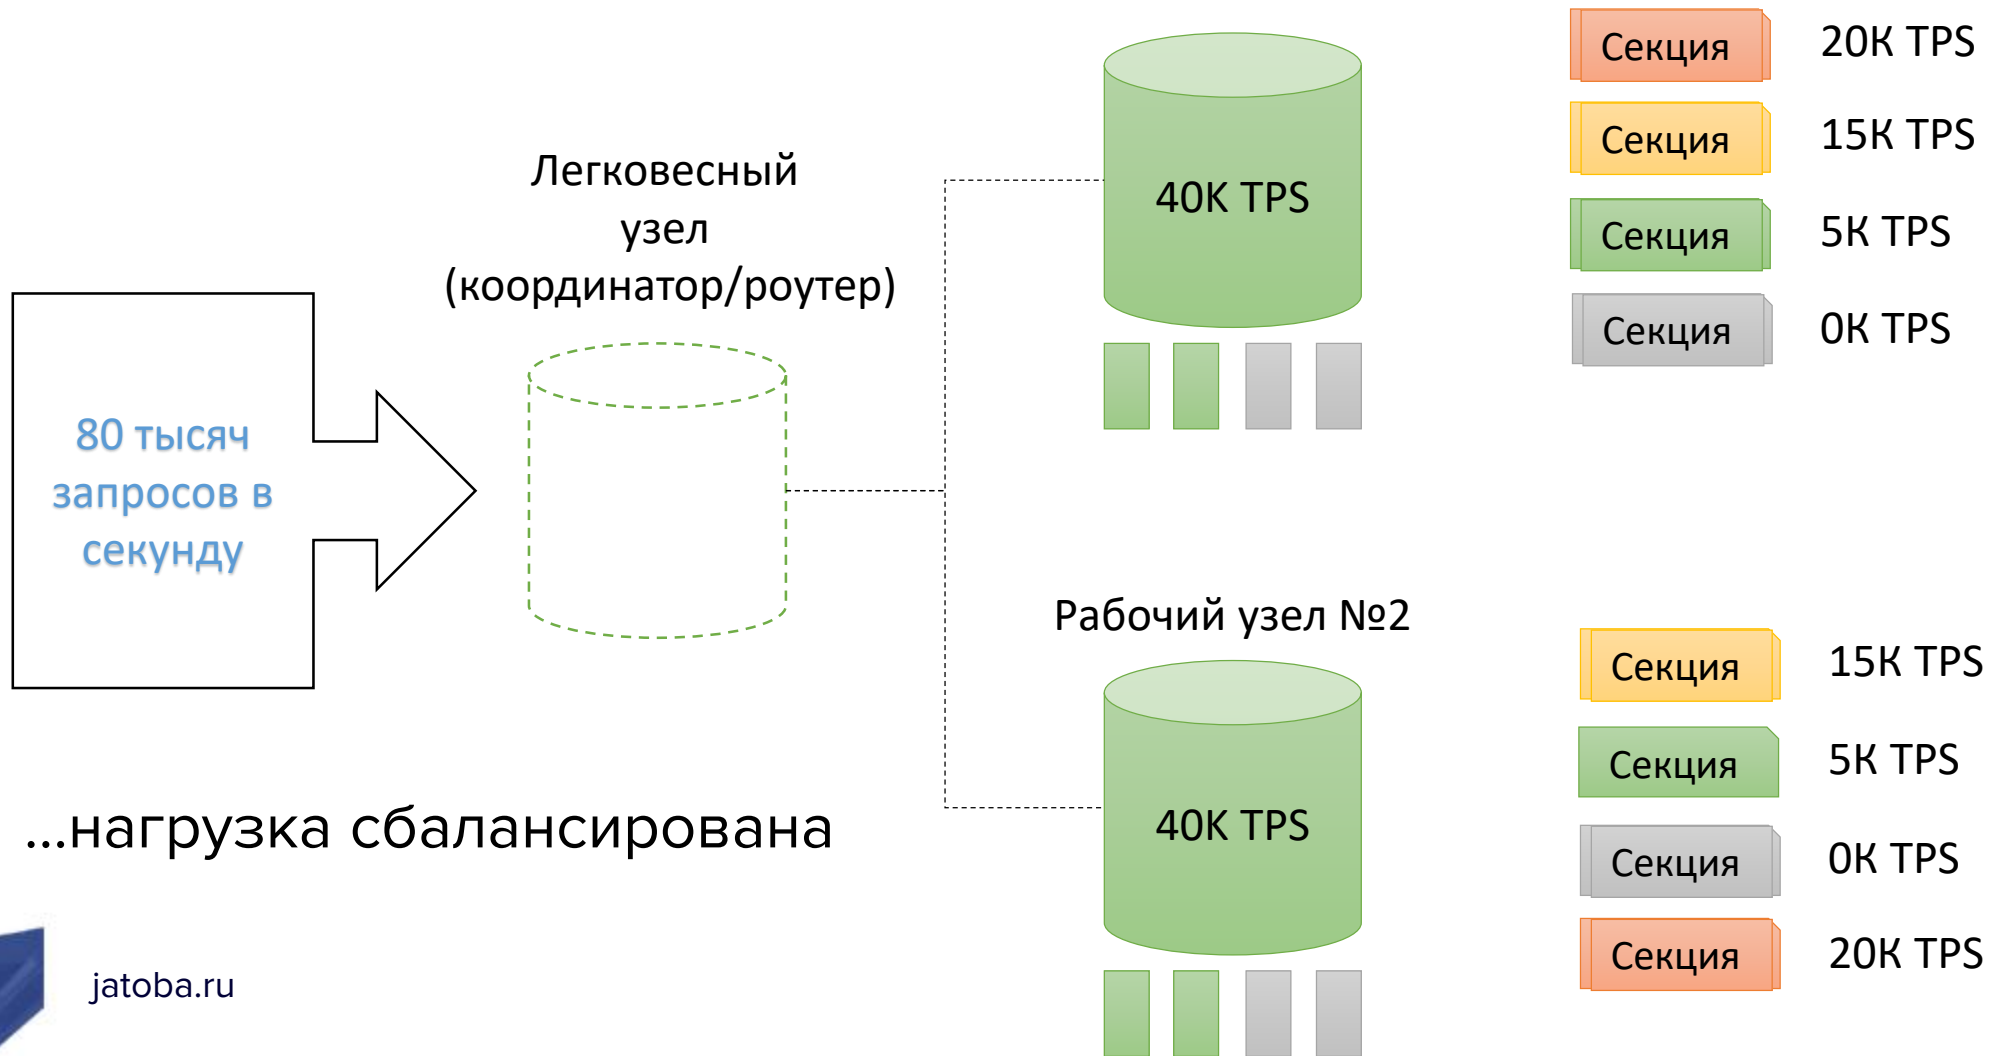 80 тысяч
запросов в
секунду
Легковесный
узел
(координатор/роутер)
40K TPS
Секция 20K TPS
Секция 15K TPS
Секция 5K TPS
Секция 0K TPS
Рабочий узел №2
40K TPS
Секция 15K TPS
Секция 5K TPS
Секция 0K TPS
Секция 20K TPS
...нагрузка сбалансирована
jatoba.ru